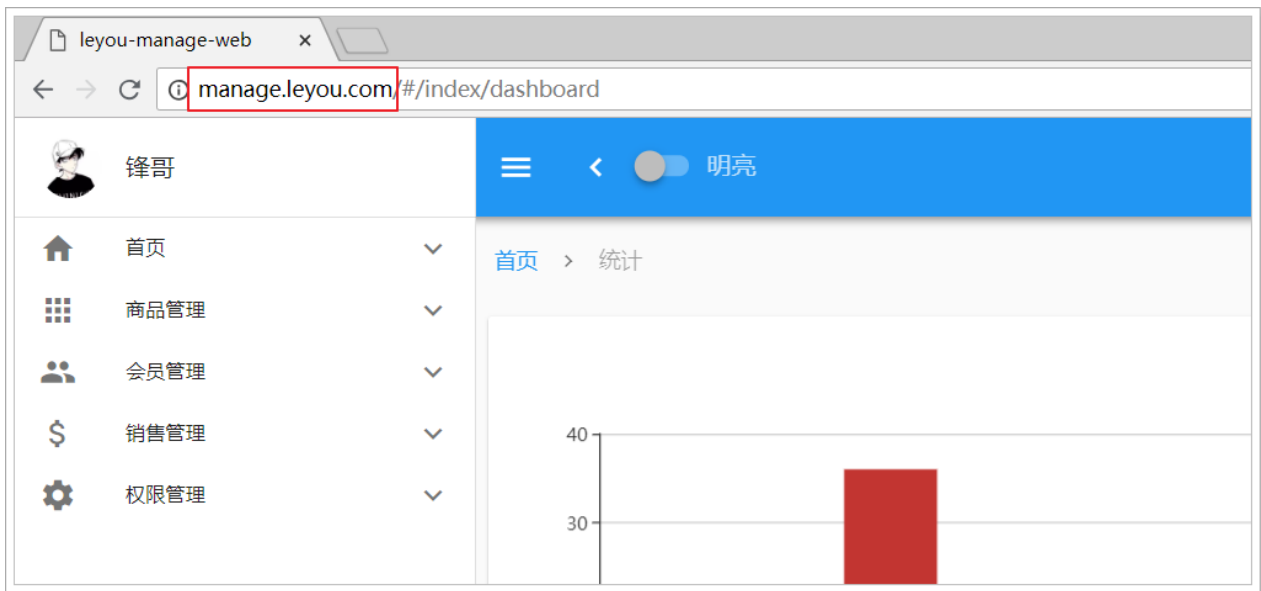 leyou-manage-web
manage.leyou.com/#/index/dashboard
锋哥
明亮
首页
商品管理
会员管理
销售管理
权限管理
首页 > 统计
40
30